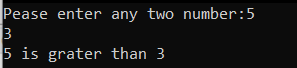 Pease enter any two number:5
3
5 is grater than 3